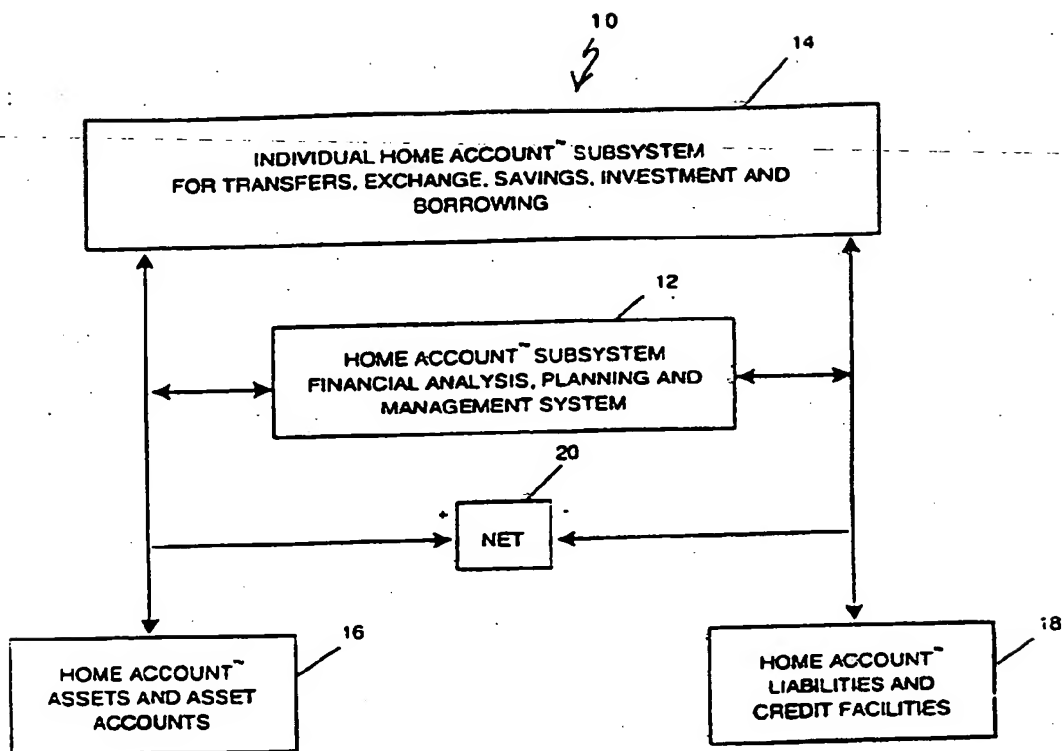 10
14
INDIVIDUAL HOME ACCOUNT™ SUBSYSTEM
FOR TRANSFERS, EXCHANGE, SAVINGS, INVESTMENT AND
BORROWING
12
HOME ACCOUNT™ SUBSYSTEM
FINANCIAL ANALYSIS, PLANNING AND
MANAGEMENT SYSTEM
20
+ -
NET
16
HOME ACCOUNT™
ASSETS AND ASSET
ACCOUNTS
18
HOME ACCOUNT™
LIABILITIES AND
CREDIT FACILITIES